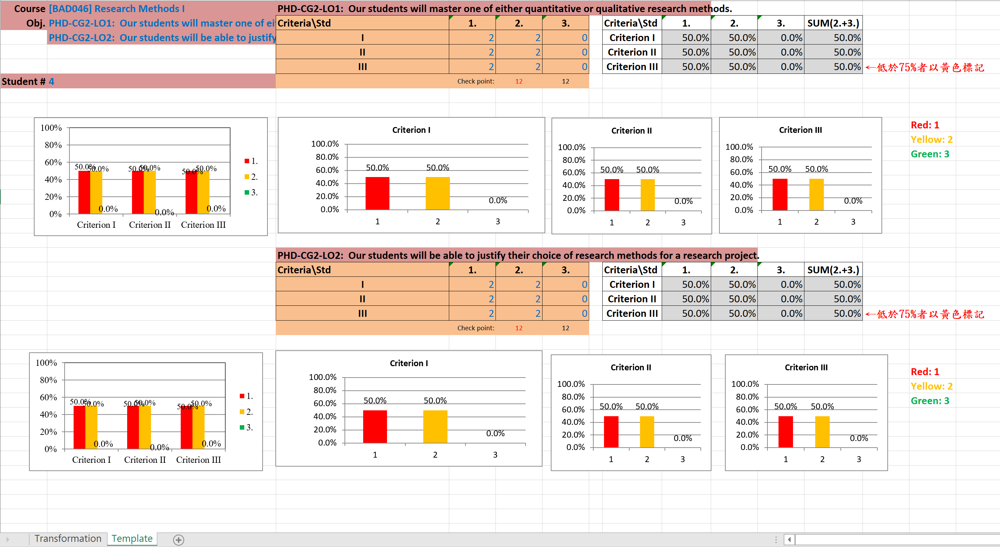 Course [BAD046] Research Methods I
Obj. PHD-CG2-LO1: Our students will master one of ei
PHD-CG2-LO2: Our students will be able to justify
Student # 4
PHD-CG2-LO1: Our students will master one of either quantitative or qualitative research methods.
Criteria\Std 1. 2. 3.
I 2 2 0
II 2 2 0
III 2 2 0
Check point: 12 12
Criteria\Std 1. 2. 3. SUM(2.+3.)
Criterion I 50.0% 50.0% 0.0% 50.0%
Criterion II 50.0% 50.0% 0.0% 50.0%
Criterion III 50.0% 50.0% 0.0% 50.0% ←低於75%者以黃色標記
100%
80%
60%
40%
20%
0%
50.0% 50.0% 0.0% 50.0% 50.0% 0.0% 50.0% 50.0% 0.0%
Criterion I Criterion II Criterion III
1.
2.
3.
Criterion I
100.0%
80.0%
60.0%
40.0%
20.0%
0.0%
50.0% 50.0% 0.0%
1 2 3
Criterion II
100.0%
80.0%
60.0%
40.0%
20.0%
0.0%
50.0% 50.0% 0.0%
1 2 3
Criterion III
100.0%
80.0%
60.0%
40.0%
20.0%
0.0%
50.0% 50.0% 0.0%
1 2 3
Red: 1
Yellow: 2
Green: 3
PHD-CG2-LO2: Our students will be able to justify their choice of research methods for a research project.
Criteria\Std 1. 2. 3.
I 2 2 0
II 2 2 0
III 2 2 0
Check point: 12 12
Criteria\Std 1. 2. 3. SUM(2.+3.)
Criterion I 50.0% 50.0% 0.0% 50.0%
Criterion II 50.0% 50.0% 0.0% 50.0%
Criterion III 50.0% 50.0% 0.0% 50.0% ←低於75%者以黃色標記
100%
80%
60%
40%
20%
0%
50.0% 50.0% 0.0% 50.0% 50.0% 0.0% 50.0% 50.0% 0.0%
Criterion I Criterion II Criterion III
1.
2.
3.
Criterion I
100.0%
80.0%
60.0%
40.0%
20.0%
0.0%
50.0% 50.0% 0.0%
1 2 3
Criterion II
100.0%
80.0%
60.0%
40.0%
20.0%
0.0%
50.0% 50.0% 0.0%
1 2 3
Criterion III
100.0%
80.0%
60.0%
40.0%
20.0%
0.0%
50.0% 50.0% 0.0%
1 2 3
Red: 1
Yellow: 2
Green: 3
Transformation Template